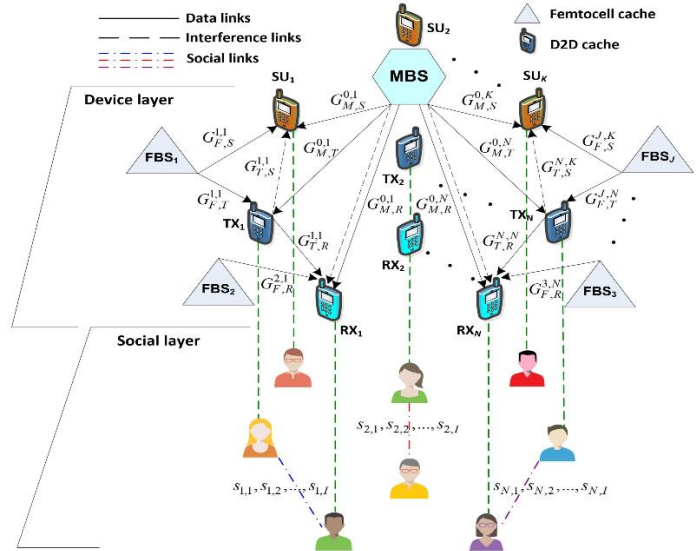 Data links
Interference links
Social links
Femtocell cache
D2D cache
SU2
MBS
SU1
SUK
Device layer
G^{0,1}_{M,S}
G^{0,K}_{M,S}
FBS1
G^{1,1}_{F,S}
G^{1,1}_{T,S}
G^{0,1}_{M,T}
TX2
G^{0,N}_{M,T}
G^{N,K}_{T,S}
G^{J,K}_{F,S}
FBSJ
G^{1,1}_{F,T}
TX1
G^{1,1}_{T,R}
G^{0,1}_{M,R}
G^{0,N}_{M,R}
G^{N,N}_{T,R}
TXN
G^{J,N}_{F,T}
RX2
FBS2
G^{2,1}_{F,R}
RX1
RXN
G^{3,N}_{F,R}
FBS3
Social layer
s_{2,1}, s_{2,2}, ..., s_{2,I}
s_{1,1}, s_{1,2}, ..., s_{1,I}
s_{N,1}, s_{N,2}, ..., s_{N,I}